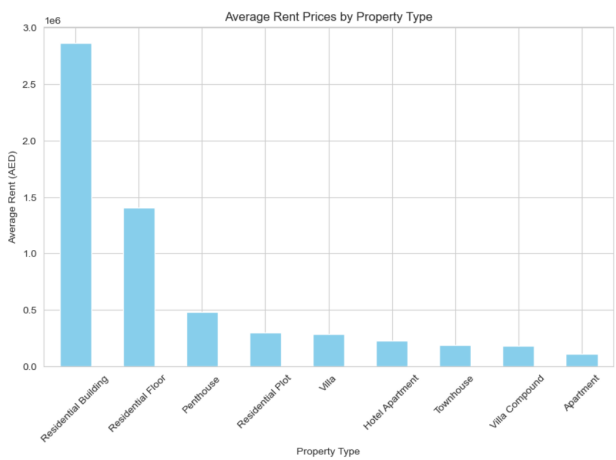 Average Rent Prices by Property Type
1e6
3.0
2.5
2.0
1.5
1.0
0.5
0.0
Average Rent (AED)
Residential Building
Residential Floor
Penthouse
Residential Plot
Villa
Hotel Apartment
Townhouse
Villa Compound
Apartment
Property Type